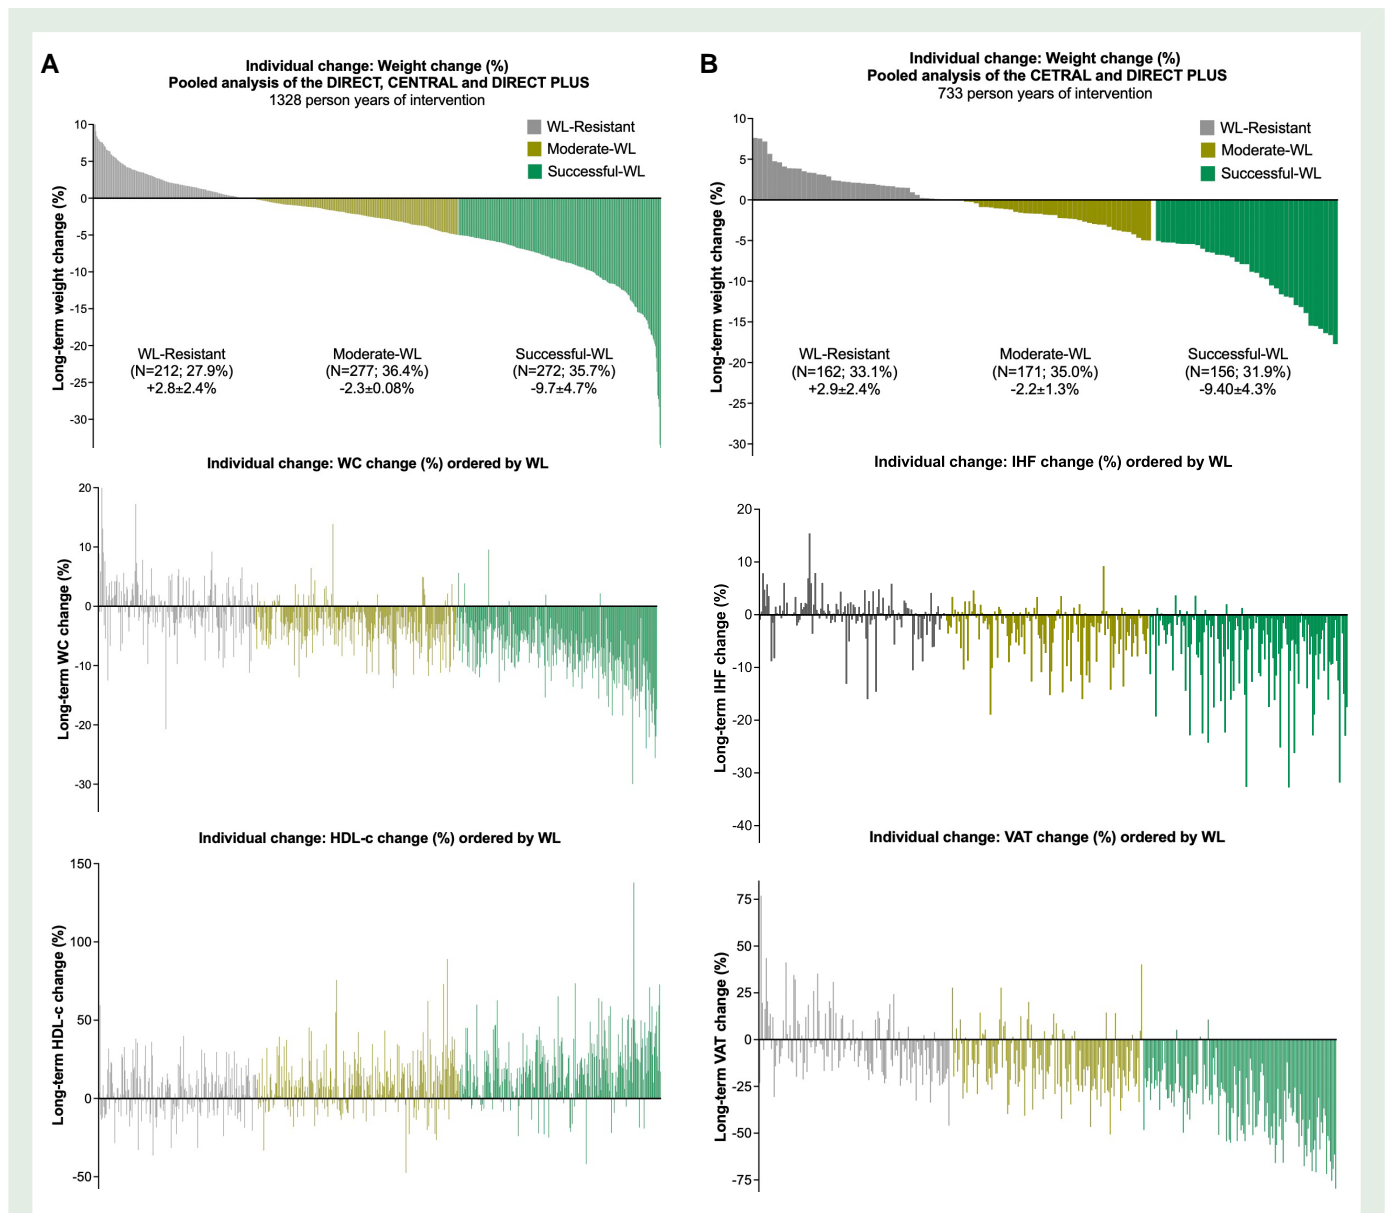 A
Individual change: Weight change (%)
Pooled analysis of the DIRECT, CENTRAL and DIRECT PLUS
1328 person years of intervention
WL-Resistant
Moderate-WL
Successful-WL
Long-term weight change (%)
10
5
0
-5
-10
-15
-20
-25
-30
WL-Resistant
(N=212; 27.9%)
+2.8±2.4%
Moderate-WL
(N=277; 36.4%)
-2.3±0.08%
Successful-WL
(N=272; 35.7%)
-9.7±4.7%
Individual change: WC change (%) ordered by WL
Long-term WC change (%)
20
10
0
-10
-20
-30
Individual change: HDL-c change (%) ordered by WL
Long-term HDL-c change (%)
150
100
50
0
-50
B
Individual change: Weight change (%)
Pooled analysis of the CETRAL and DIRECT PLUS
733 person years of intervention
WL-Resistant
Moderate-WL
Successful-WL
Long-term weight change (%)
10
5
0
-5
-10
-15
-20
-25
-30
WL-Resistant
(N=162; 33.1%)
+2.9±2.4%
Moderate-WL
(N=171; 35.0%)
-2.2±1.3%
Successful-WL
(N=156; 31.9%)
-9.40±4.3%
Individual change: IHF change (%) ordered by WL
Long-term IHF change (%)
20
10
0
-10
-20
-30
-40
Individual change: VAT change (%) ordered by WL
Long-term VAT change (%)
75
50
25
0
-25
-50
-75